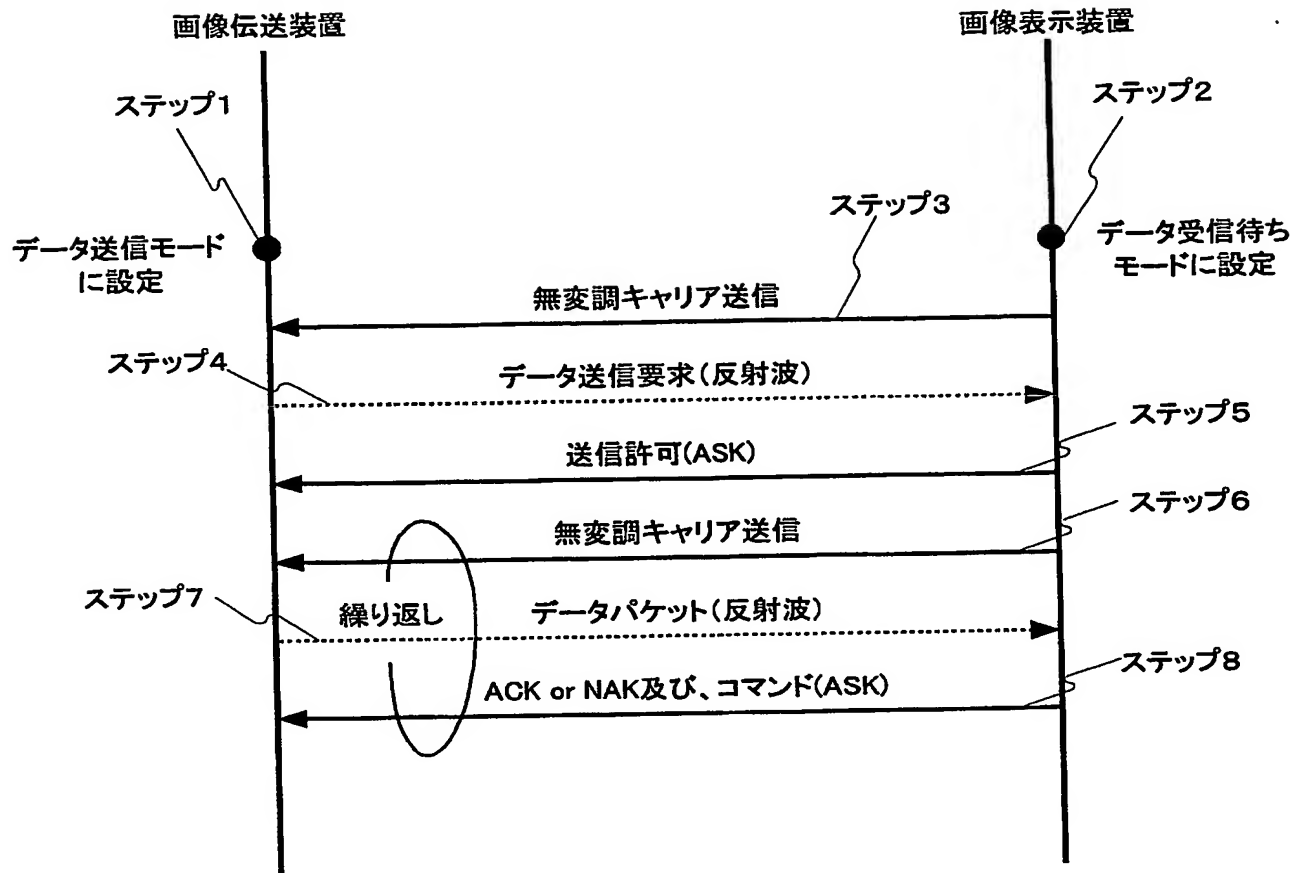 画像伝送装置
画像表示装置
ステップ1
ステップ2
ステップ3
データ送信モード
に設定
データ受信待ち
モードに設定
無変調キャリア送信
ステップ4
データ送信要求(反射波)
ステップ5
送信許可(ASK)
ステップ6
無変調キャリア送信
ステップ7
繰り返し
データパケット(反射波)
ステップ8
ACK or NAK及び、コマンド(ASK)